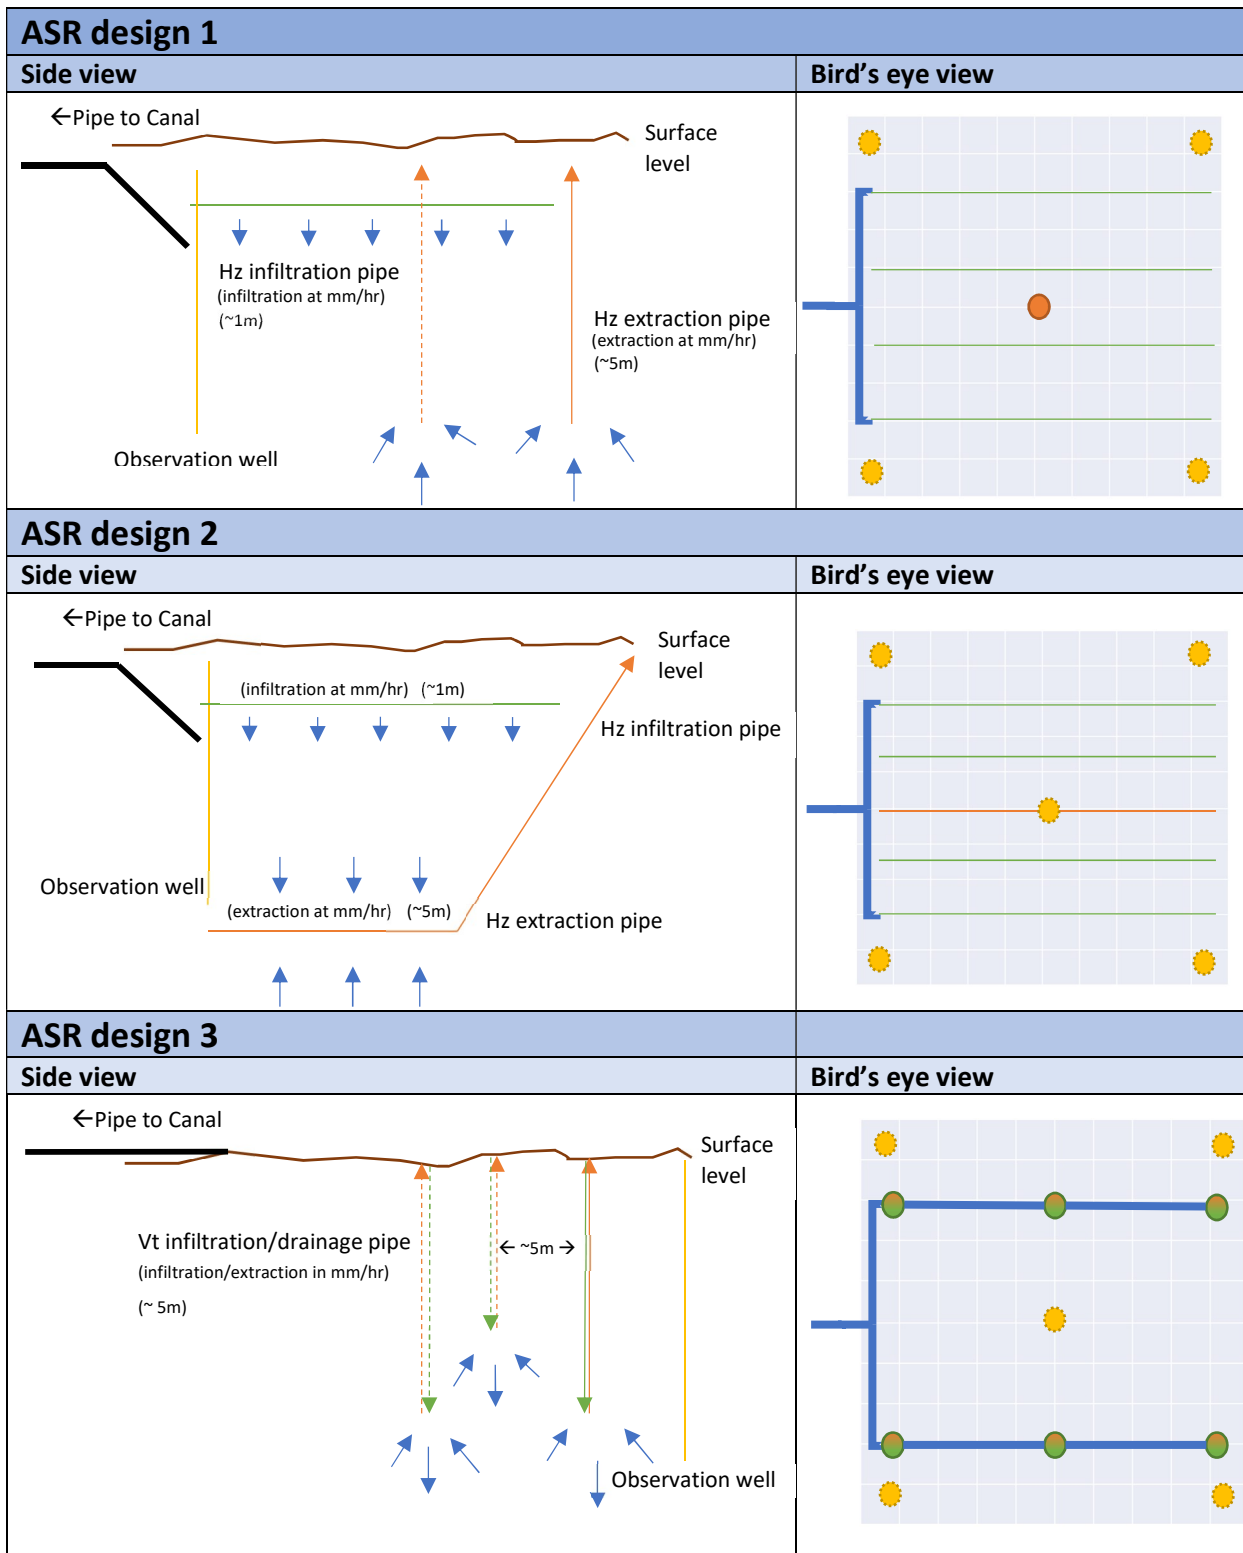 ASR design 1
Side view
Bird's eye view
←Pipe to Canal
Surface
level
Hz infiltration pipe
(infiltration at mm/hr)
(~1m)
Hz extraction pipe
(extraction at mm/hr)
(~5m)
Observation well
ASR design 2
Side view
Bird's eye view
←Pipe to Canal
Surface
level
(infiltration at mm/hr) (~1m)
Hz infiltration pipe
Observation well
(extraction at mm/hr) (~5m)
Hz extraction pipe
ASR design 3
Side view
Bird's eye view
←Pipe to Canal
Surface
level
Vt infiltration/drainage pipe
(infiltration/extraction in mm/hr)
(~ 5m)
← ~5m →
Observation well